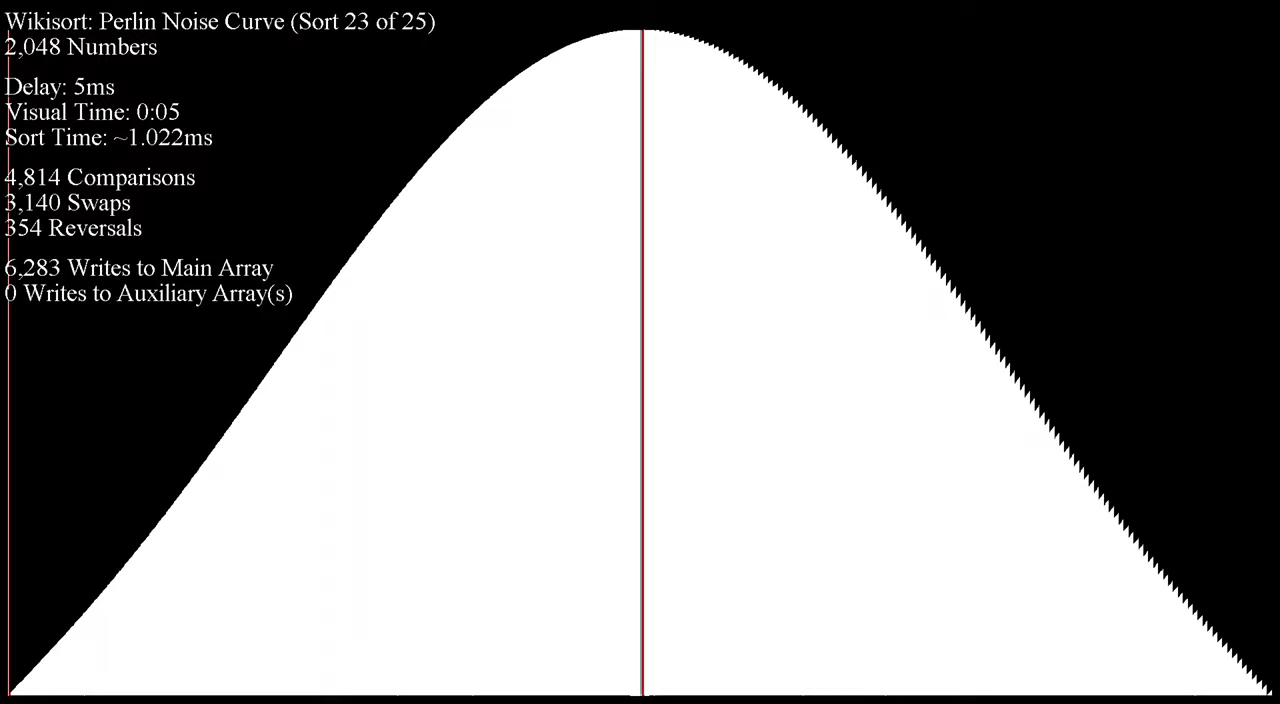 Wikisort: Perlin Noise Curve (Sort 23 of 25)
2,048 Numbers
Delay: 5ms
Visual Time: 0:05
Sort Time: ~1.022ms
4,814 Comparisons
3,140 Swaps
354 Reversals
6,283 Writes to Main Array
0 Writes to Auxiliary Array(s)